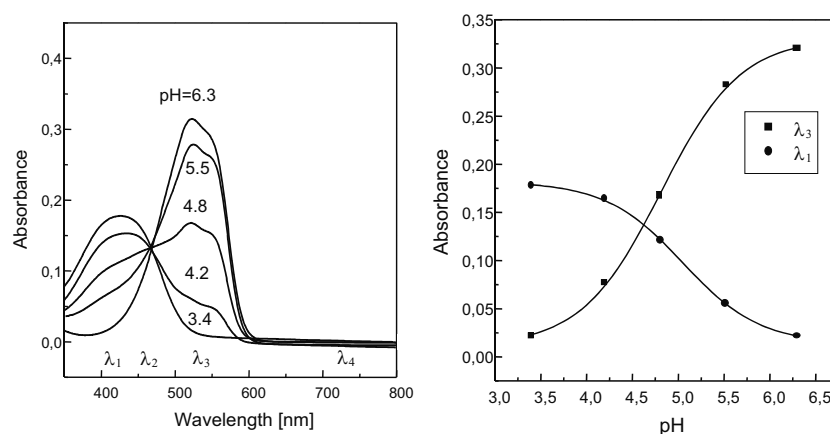 0,4
0,3
0,2
0,1
0,0
Absorbance
pH=6.3
5.5
4.8
4.2
3.4
λ1 λ2 λ3 λ4
400 500 600 700 800
Wavelength [nm]
0,35
0,30
0,25
0,20
0,15
0,10
0,05
0,00
Absorbance
λ3
λ1
3,0 3,5 4,0 4,5 5,0 5,5 6,0 6,5
pH